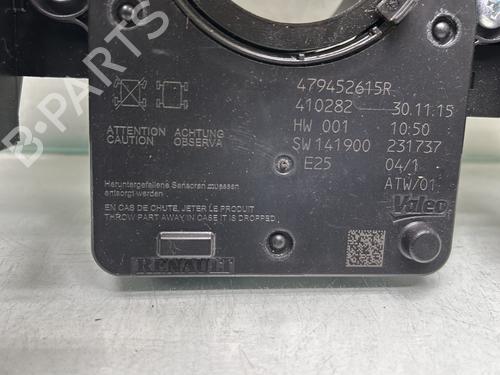 479452615R
410282 30.11.15
HW 001 10:50
SW 141900 231737
E25 04/1
ATW/01
Valeo
ATTENTION ACHTUNG
CAUTION OBSERVA
Heruntergefallene Sensoren muessen
entsorgt werden
EN CAS DE CHUTE, JETER LE PRODUIT
THROW PART AWAY, IN CASE IT IS DROPPED
RENAULT
B-PARTS